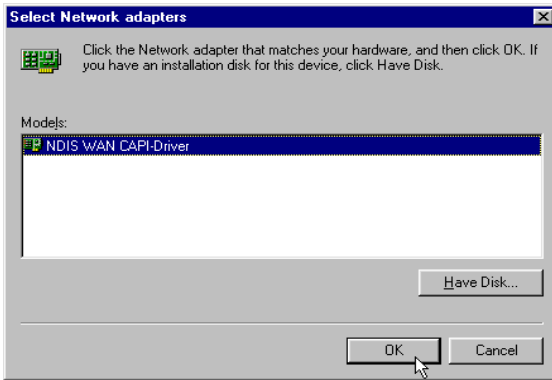 Select Network adapters
Click the Network adapter that matches your hardware, and then click OK. If
you have an installation disk for this device, click Have Disk.
Models:
NDIS WAN CAPI-Driver
Have Disk...
OK
Cancel